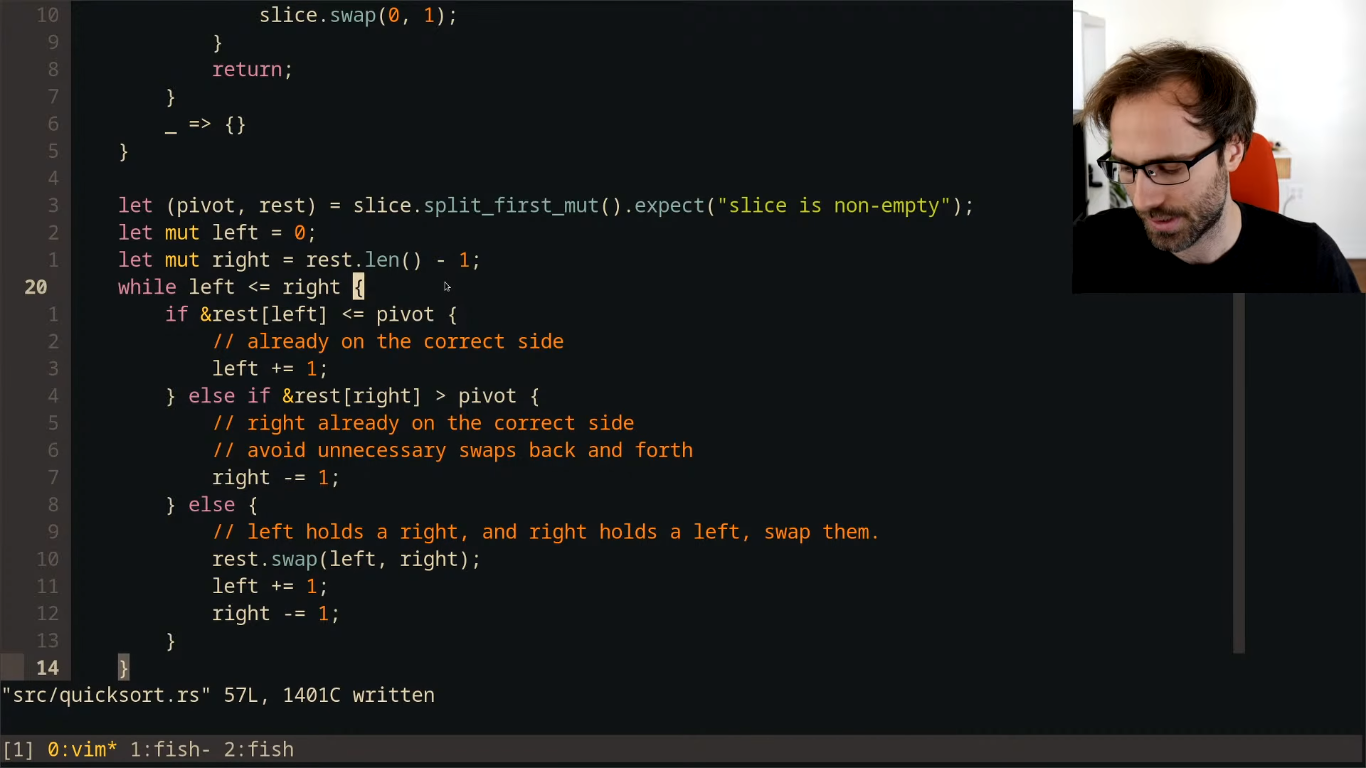 10 slice.swap(0, 1);
9 }
8 return;
7 }
6 _ => {}
5 }
4
3 let (pivot, rest) = slice.split_first_mut().expect("slice is non-empty");
2 let mut left = 0;
1 let mut right = rest.len() - 1;
20 while left <= right {
1 if &rest[left] <= pivot {
2 // already on the correct side
3 left += 1;
4 } else if &rest[right] > pivot {
5 // right already on the correct side
6 // avoid unnecessary swaps back and forth
7 right -= 1;
8 } else {
9 // left holds a right, and right holds a left, swap them.
10 rest.swap(left, right);
11 left += 1;
12 right -= 1;
13 }
14 }
"src/quicksort.rs" 57L, 1401C written
[1] 0:vim* 1:fish- 2:fish